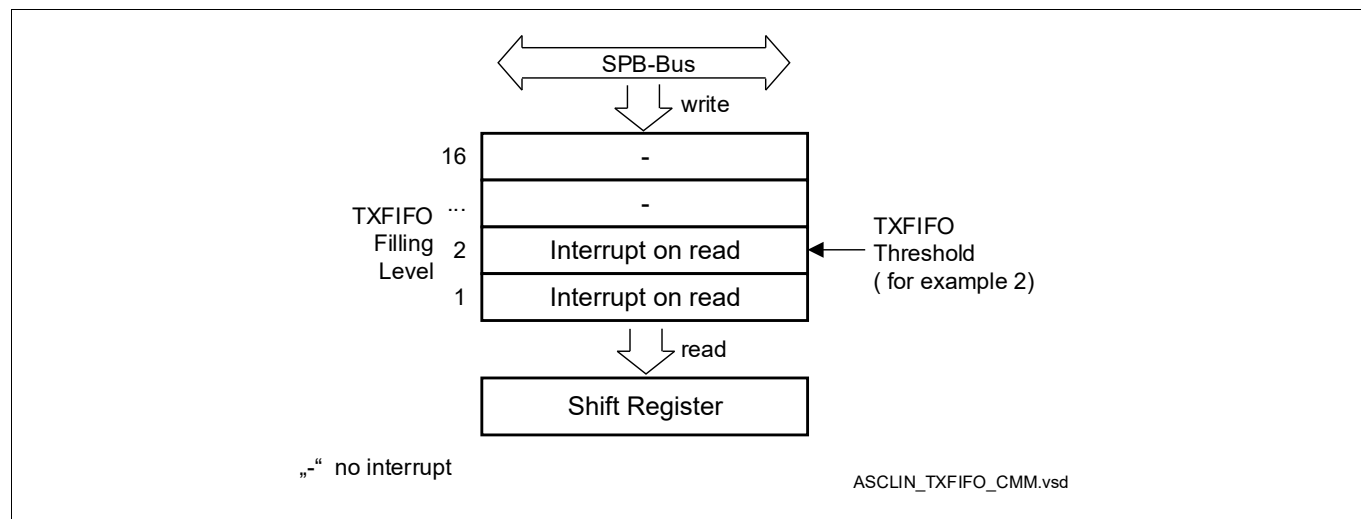 SPB-Bus
write
16
-
...
-
TXFIFO
Filling
Level
2
Interrupt on read
TXFIFO
Threshold
( for example 2)
1
Interrupt on read
read
Shift Register
„-“ no interrupt
ASCLIN_TXFIFO_CMM.vsd